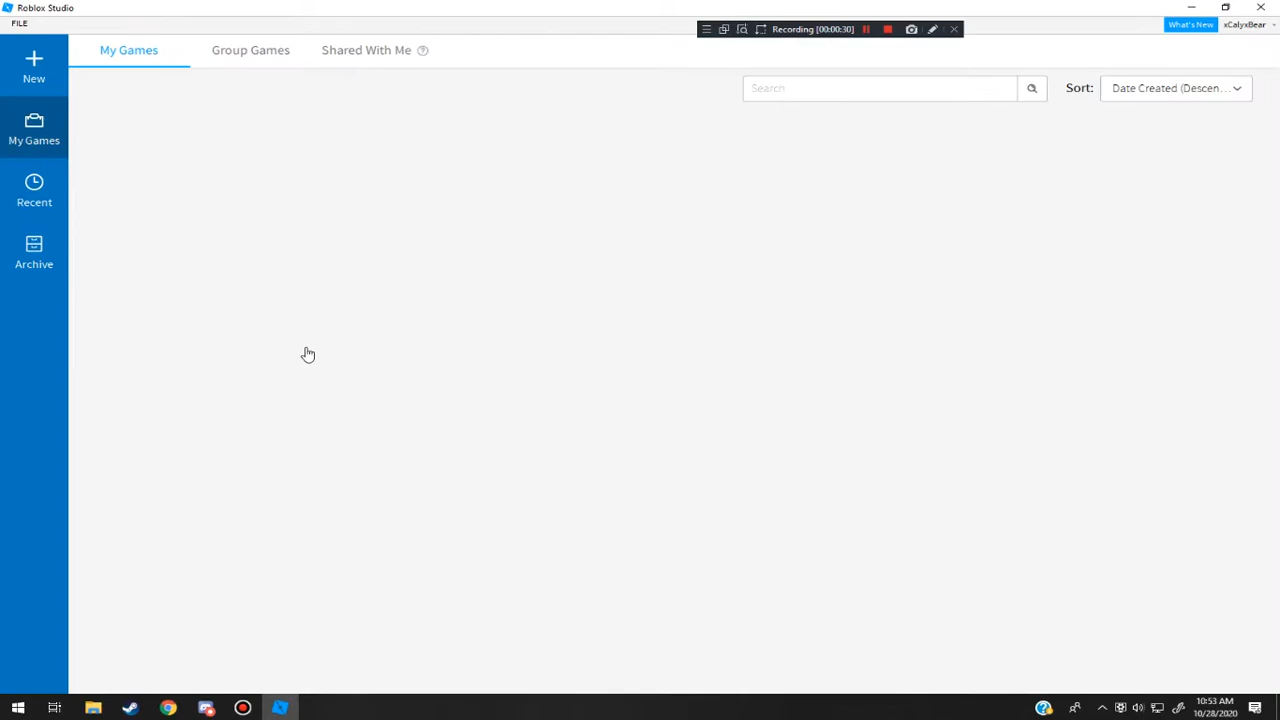 Roblox Studio
FILE
Recording [00:00:30]
What's New
xCalyxBear
New
My Games
Group Games
Shared With Me
Search
Sort:
Date Created (Descen...
My Games
Recent
Archive
10:53 AM
10/28/2020